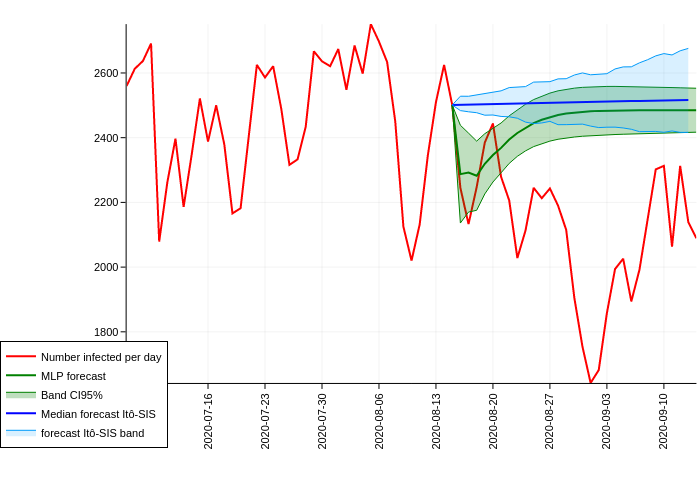 2600
2400
2200
2000
1800
Number infected per day
MLP forecast
Band CI95%
Median forecast Itô-SIS
forecast Itô-SIS band
2020-07-16
2020-07-23
2020-07-30
2020-08-06
2020-08-13
2020-08-20
2020-08-27
2020-09-03
2020-09-10